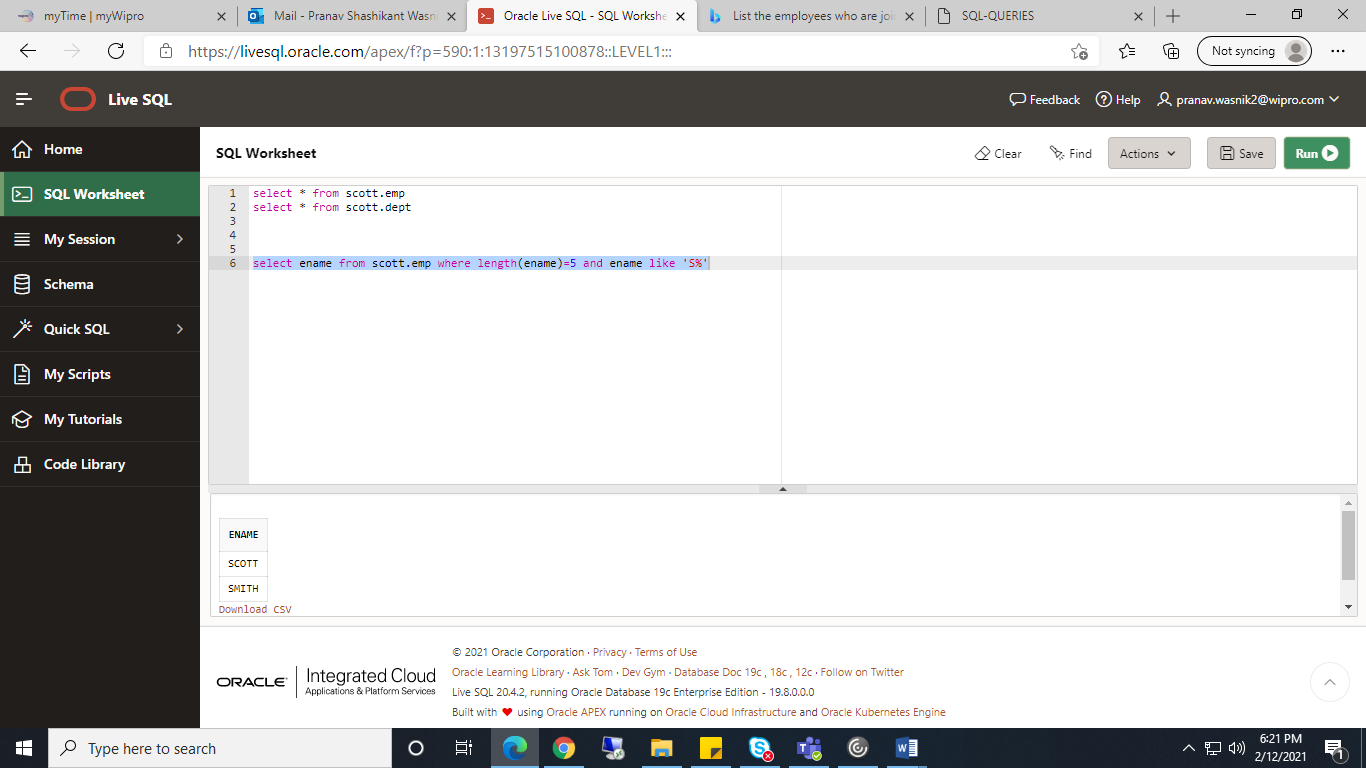 myTime | myWipro
Mail - Pranav Shashikant Wasn
Oracle Live SQL - SQL Workshe
List the employees who are joi
SQL-QUERIES
https://livesql.oracle.com/apex/f?p=590:1:13197515100878::LEVEL1:::
Not syncing
Live SQL
Feedback
Help
pranav.wasnik2@wipro.com
Home
SQL Worksheet
My Session
Schema
Quick SQL
My Scripts
My Tutorials
Code Library
SQL Worksheet
Clear
Find
Actions
Save
Run
1 select * from scott.emp
2 select * from scott.dept
3
4
5
6 select ename from scott.emp where length(ename)=5 and ename like 'S%'
ENAME
SCOTT
SMITH
Download CSV
ORACLE Integrated Cloud
Applications & Platform Services
© 2021 Oracle Corporation · Privacy · Terms of Use
Oracle Learning Library · Ask Tom · Dev Gym · Database Doc 19c , 18c , 12c · Follow on Twitter
Live SQL 20.4.2, running Oracle Database 19c Enterprise Edition - 19.8.0.0.0
Built with ♥ using Oracle APEX running on Oracle Cloud Infrastructure and Oracle Kubernetes Engine
Type here to search
6:21 PM
2/12/2021
1